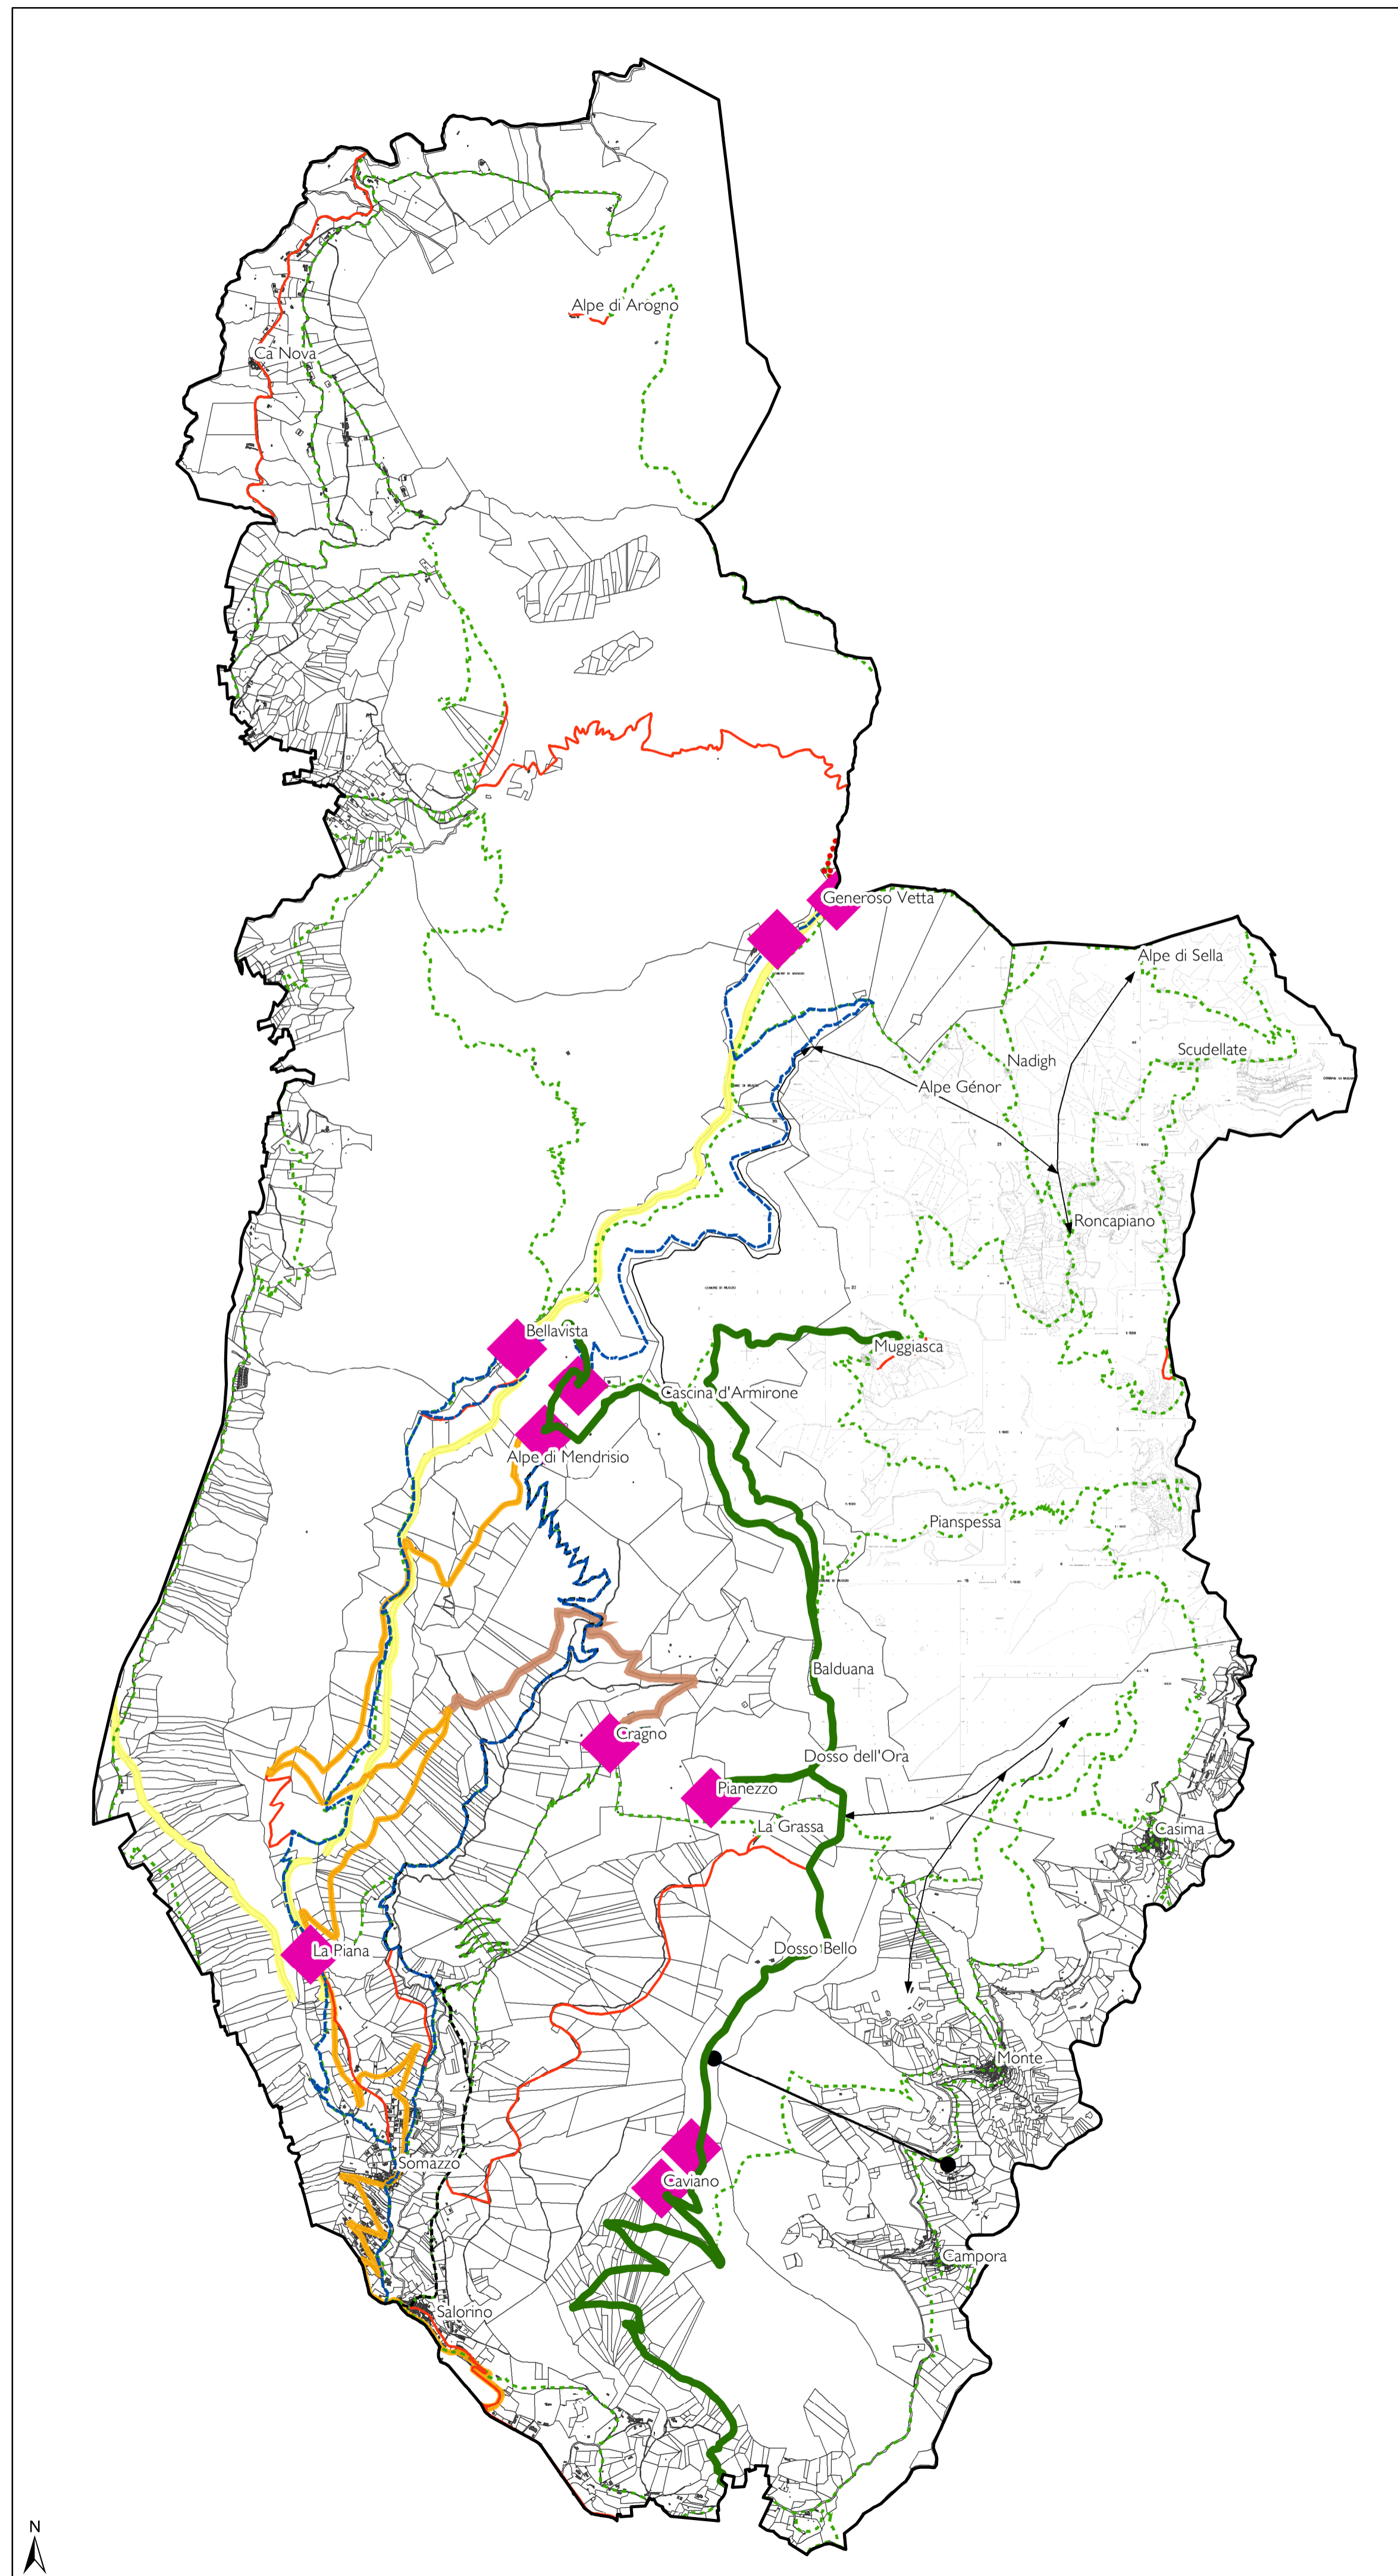 Alpe di Arogno
Ca Nova
Generoso Vetta
Alpe di Sella
Scudellate
Nadigh
Alpe Génor
Roncapiano
Bellavista
Muggiasca
Cascina d'Armirone
Alpe di Mendrisio
Pianspessa
Balduana
Cragno
Dosso dell'Ora
Pianezzo
La Grassa
Casima
Dosso Bello
La Piana
Monte
Somazzo
Caviano
Campora
Salorino
N